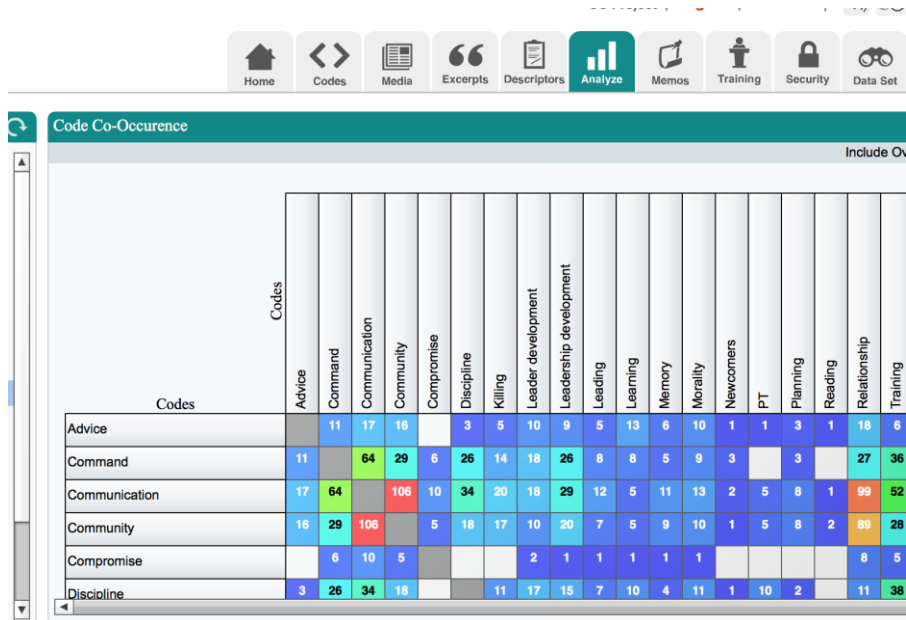 Home Codes Media Excerpts Descriptors Analyze Memos Training Security Data Set
Code Co-Occurence
Include
Codes
Codes
Advice Command Communication Community Compromise Discipline Killing Leader development Leadership development Leading Learning Memory Morality Newcomers PT Planning Reading Relationship Training
Advice 11 17 16 3 5 10 9 5 13 6 10 1 1 3 1 18 6
Command 11 64 29 6 26 14 18 26 8 8 5 9 3 3 27 36
Communication 17 64 106 10 34 20 18 29 12 5 11 13 2 5 8 1 99 52
Community 16 29 106 5 18 17 10 20 7 5 9 10 1 5 8 2 89 28
Compromise 6 10 5 2 1 1 1 1 1 8 5
Discipline 3 26 34 18 11 17 15 7 10 4 11 1 10 2 11 38